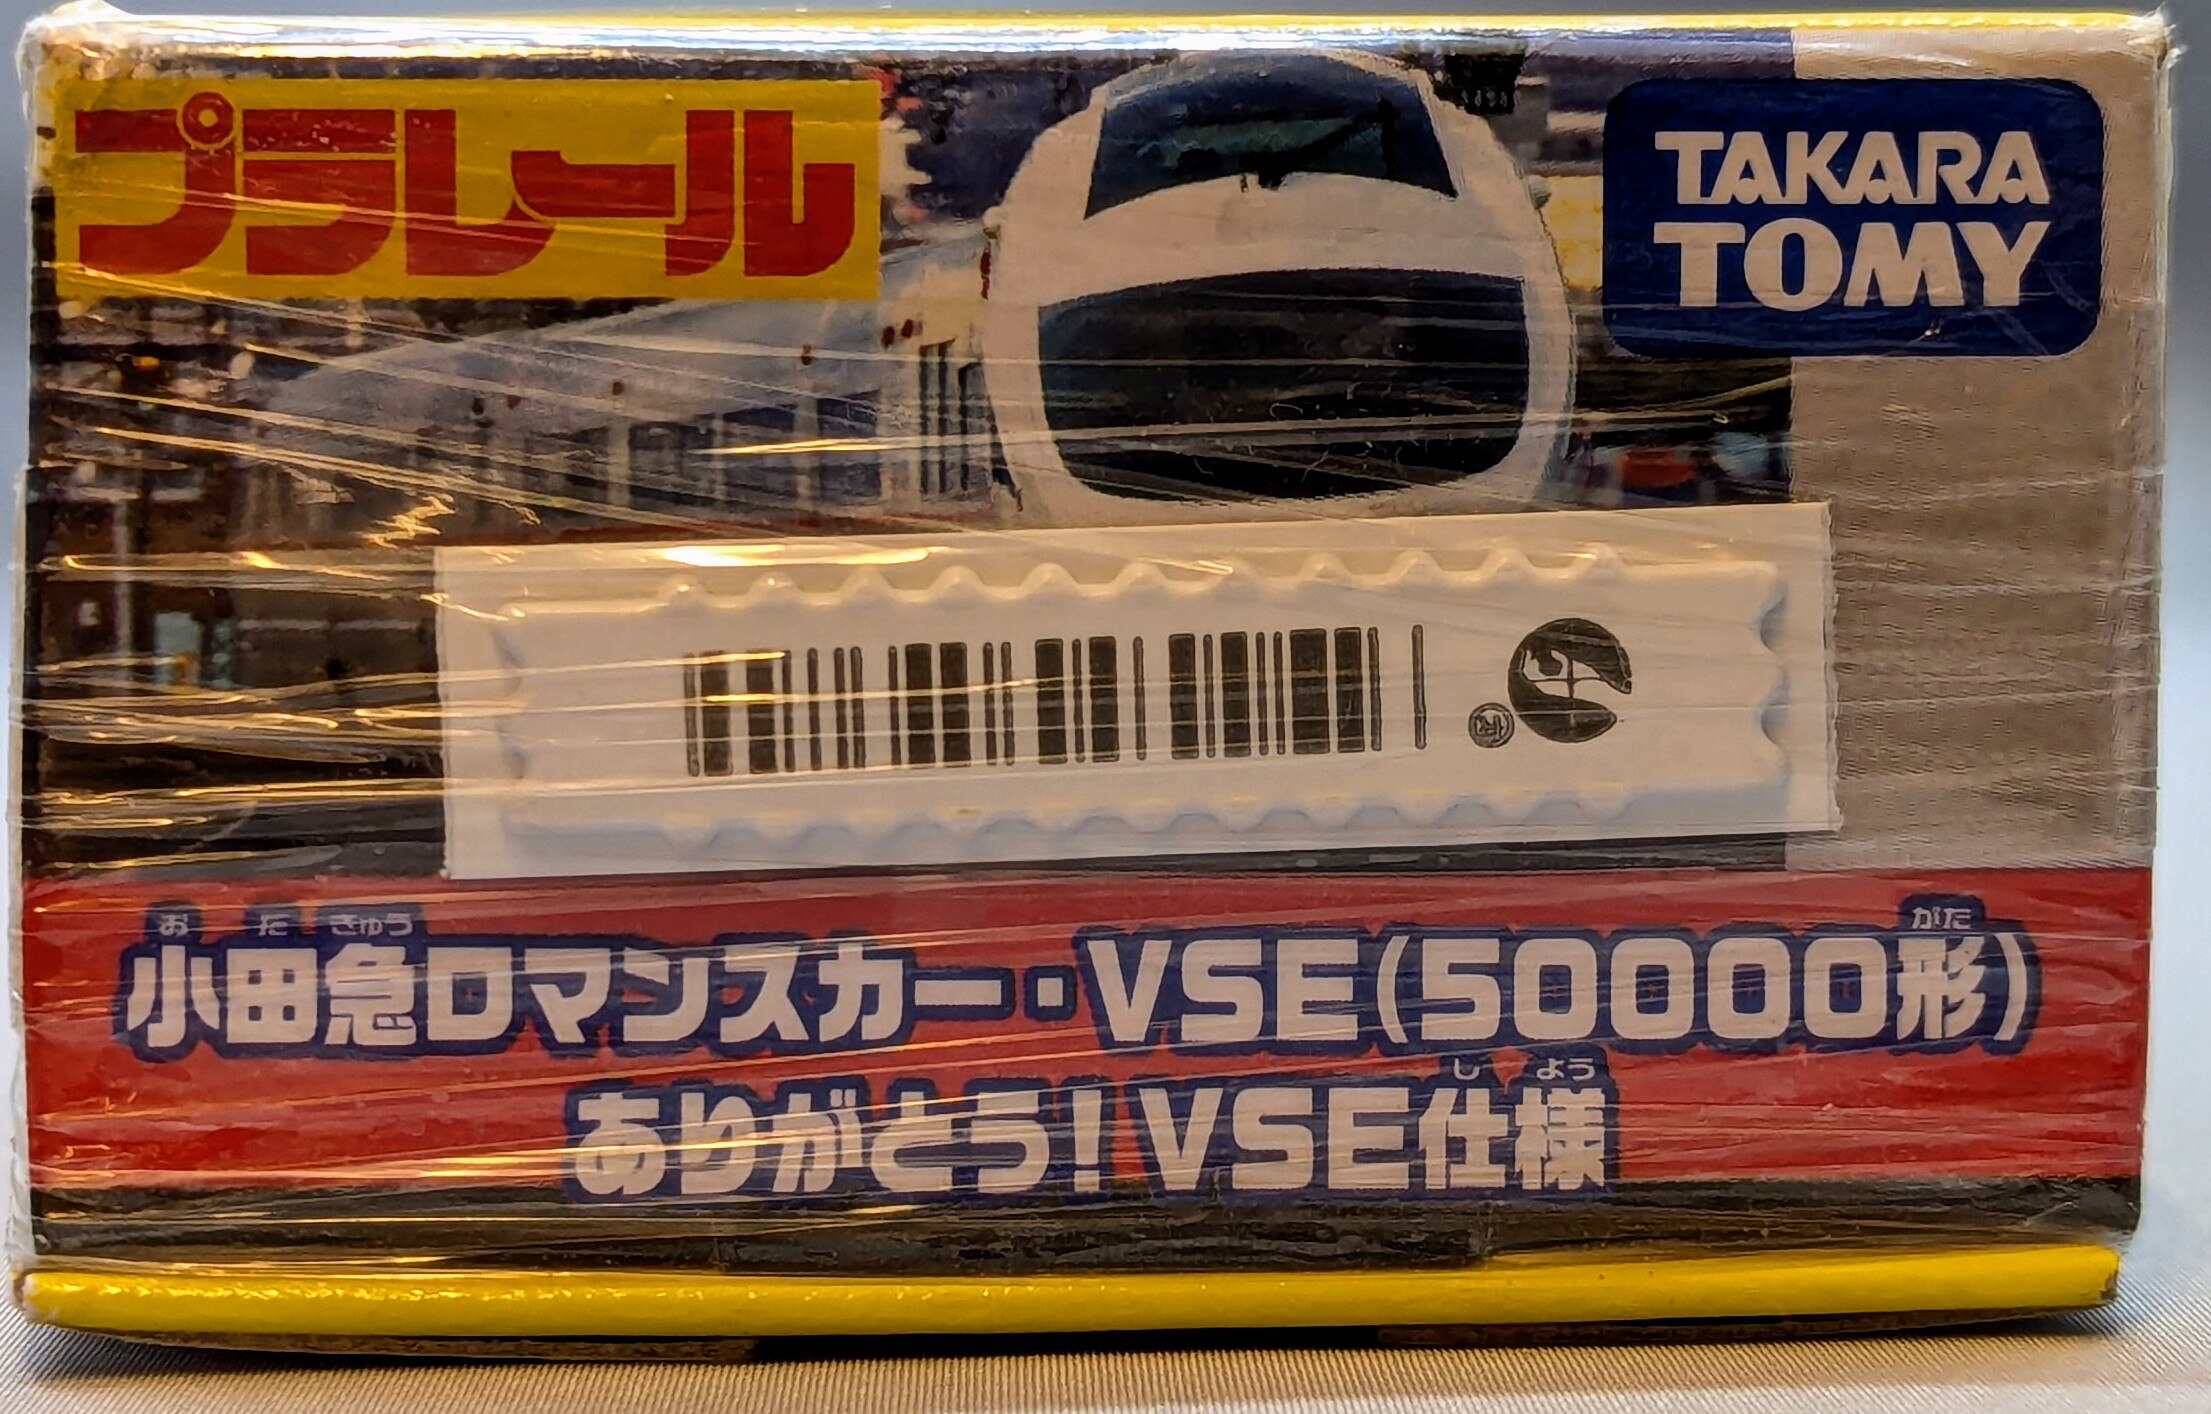 プラレール
TAKARA
TOMY
®
お だ きゅう がた
小田急ロマンスカー・VSE(50000形)
し よう
ありがとう!VSE仕様